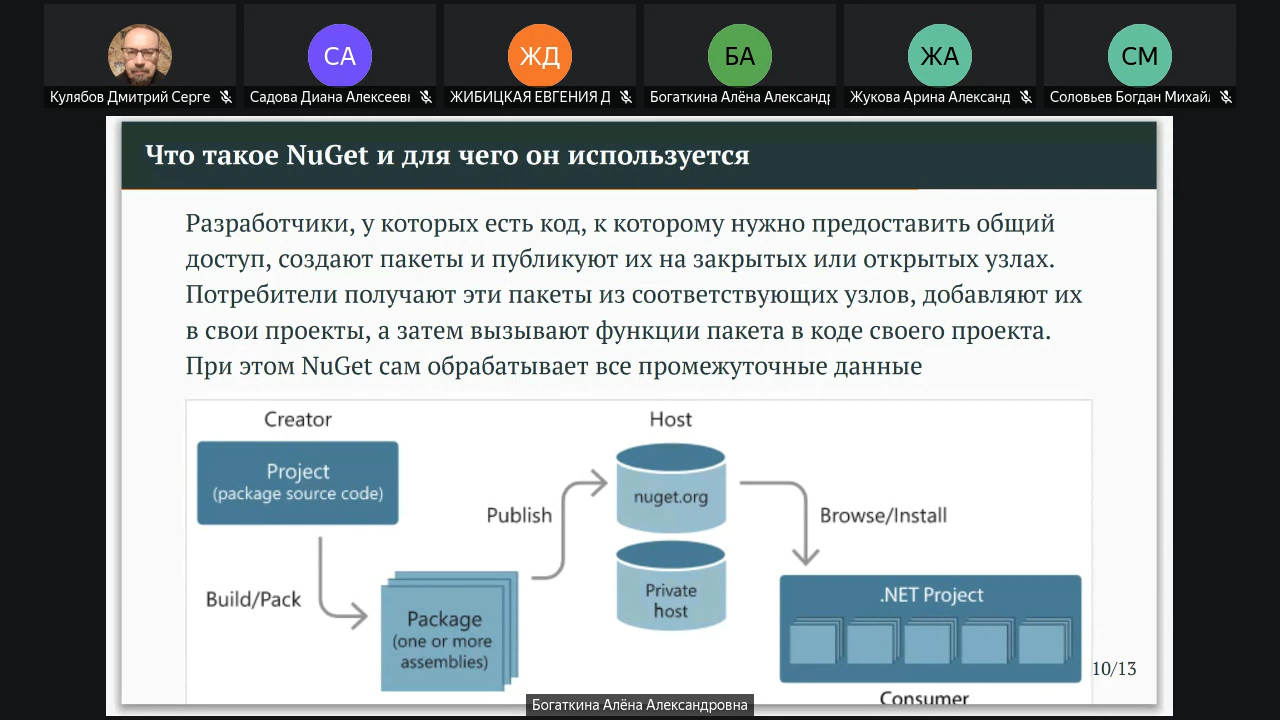 СА
ЖД
БА
ЖА
СМ
Кулябов Дмитрий Серге
Садова Диана Алексеевн
ЖИБИЦКАЯ ЕВГЕНИЯ Д
Богаткина Алёна Александр
Жукова Арина Александ
Соловьев Богдан Михай
Что такое NuGet и для чего он используется
Разработчики, у которых есть код, к которому нужно предоставить общий
доступ, создают пакеты и публикуют их на закрытых или открытых узлах.
Потребители получают эти пакеты из соответствующих узлов, добавляют их
в свои проекты, а затем вызывают функции пакета в коде своего проекта.
При этом NuGet сам обрабатывает все промежуточные данные
Creator
Host
Project
(package source code)
nuget.org
Publish
Browse/Install
Private
host
Build/Pack
.NET Project
Package
(one or more
assemblies)
10/13
Consumer
Богаткина Алёна Александровна